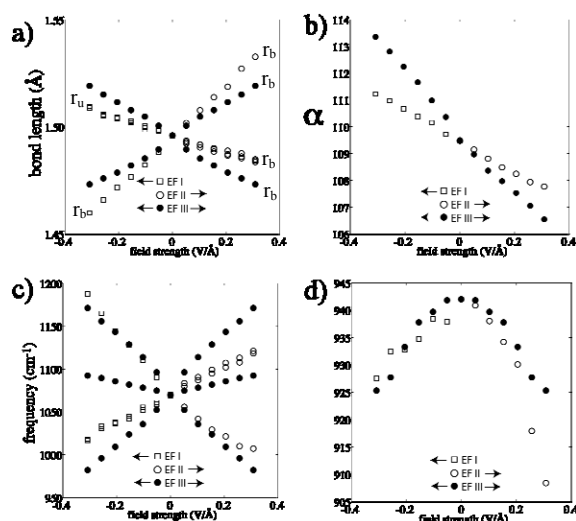 a)
bond length (Å)
1.55
1.50
1.45
r_b
r_b
r_u
r_b
r_b
r_b
EF I
EF II
EF III
-0.4 -0.2 0 0.2 0.4
field strength (V/Å)
b)
α
114
113
112
111
110
109
108
107
106
EF I
EF II
EF III
-0.4 -0.2 0 0.2 0.4
field strength (V/Å)
c)
frequency (cm⁻¹)
1200
1150
1100
1050
1000
950
EF I
EF II
EF III
-0.4 -0.2 0 0.2 0.4
field strength (V/Å)
d)
945
940
935
930
925
920
915
910
905
EF I
EF II
EF III
-0.4 -0.2 0 0.2 0.4
field strength (V/Å)